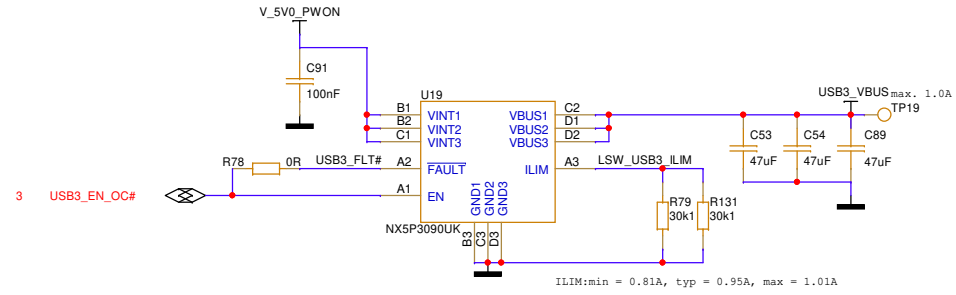 V_5V0_PWON
C91
100nF
U19
B1 VINT1
B2 VINT2
C1 VINT3
VBUS1 C2
VBUS2 D1
VBUS3 D2
USB3_VBUS max. 1.0A
TP19
C53
47uF
C54
47uF
C89
47uF
R78 0R USB3_FLT# A2 FAULT
ILIM A3 LSW_USB3_ILIM
3 USB3_EN_OC# A1 EN
GND1
GND2
GND3
R79
30k1
R131
30k1
NX5P3090UK
B3
C3
D3
ILIM:min = 0.81A, typ = 0.95A, max = 1.01A